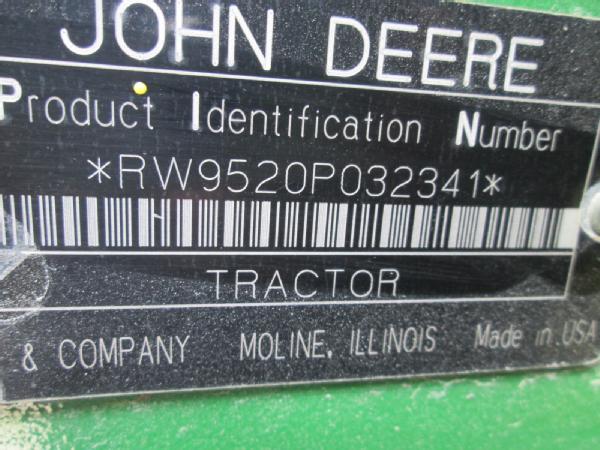 JOHN DEERE
Product Identification Number
*RW9520P032341*
TRACTOR
& COMPANY MOLINE, ILLINOIS Made in USA